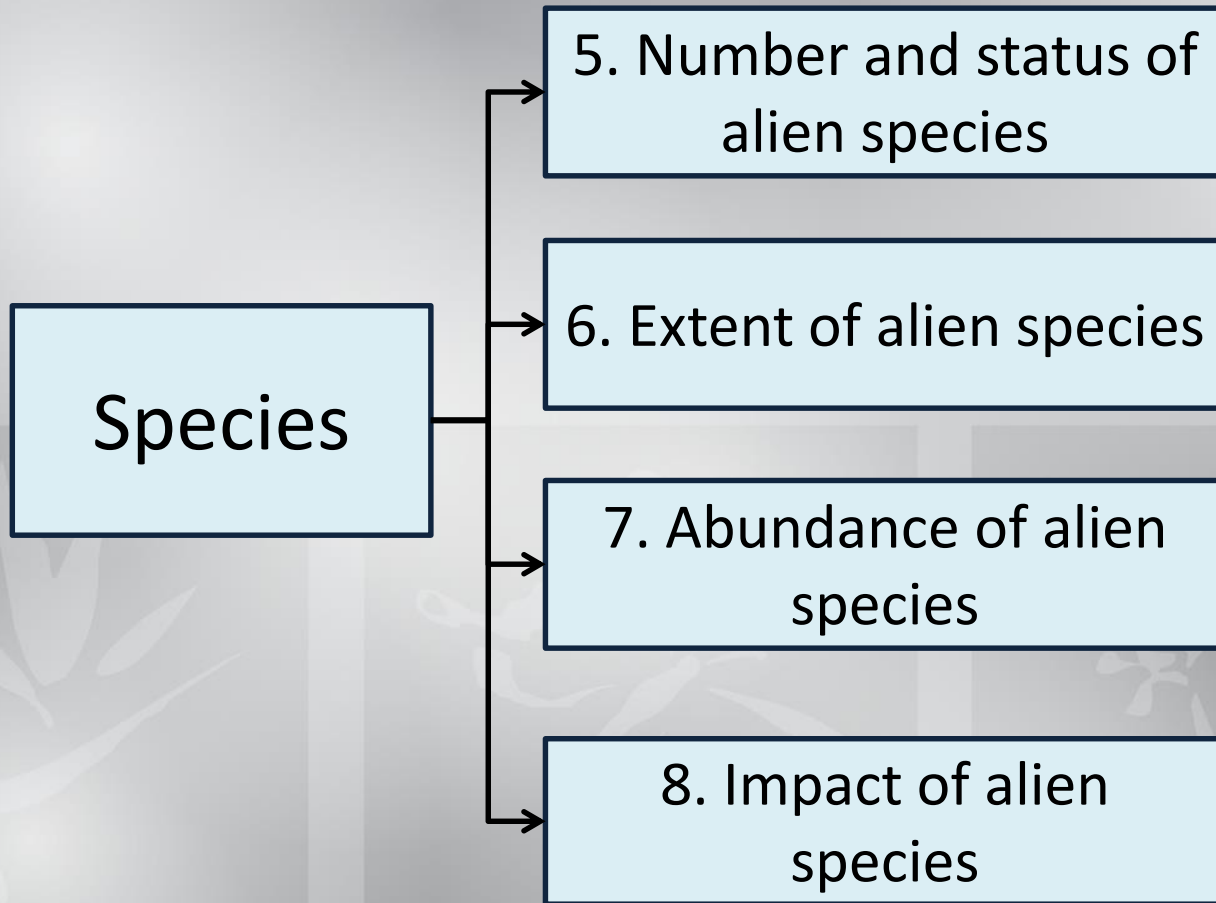 5. Number and status of
alien species
6. Extent of alien species
Species
7. Abundance of alien
species
8. Impact of alien
species